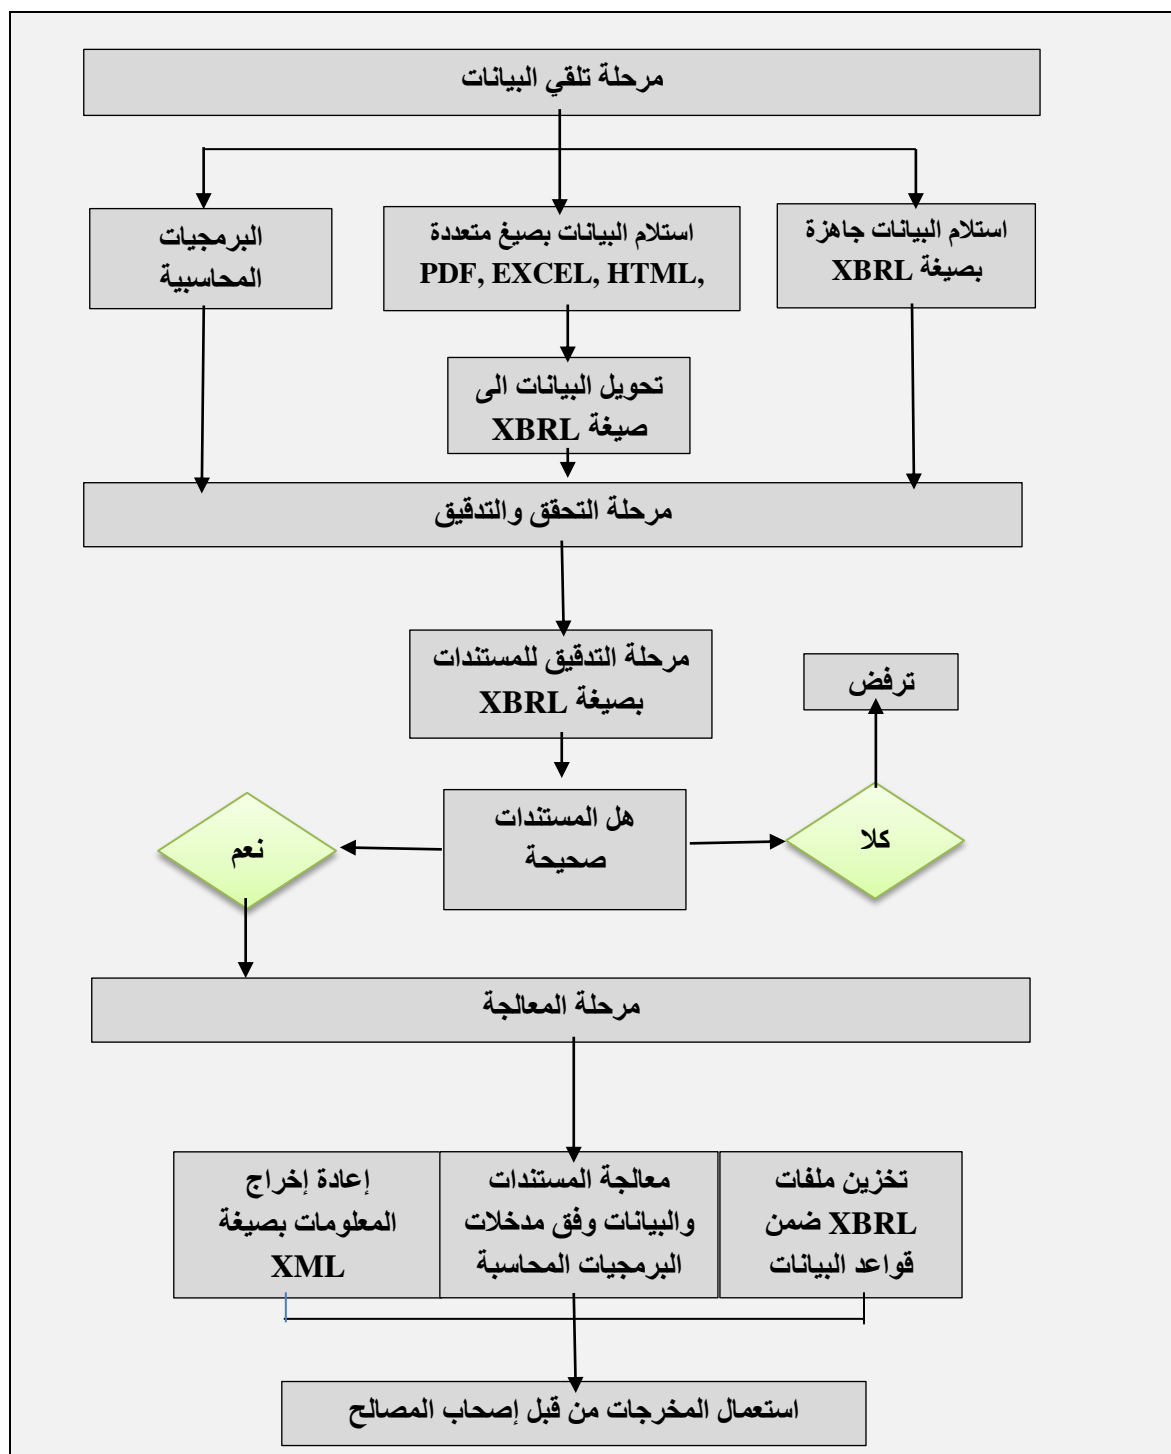 مرحلة تلقي البيانات
استلام البيانات جاهزة
بصيغة XBRL
استلام البيانات بصيغ متعددة
PDF, EXCEL, HTML,
البرمجيات
المحاسبية
تحويل البيانات الى
صيغة XBRL
مرحلة التحقق والتدقيق
مرحلة التدقيق للمستندات
بصيغة XBRL
ترفض
هل المستندات
صحيحة
كلا
نعم
مرحلة المعالجة
تخزين ملفات
XBRL ضمن
قواعد البيانات
معالجة المستندات
والبيانات وفق مدخلات
البرمجيات المحاسبة
إعادة إخراج
المعلومات بصيغة
XML
استعمال المخرجات من قبل إصحاب المصالح